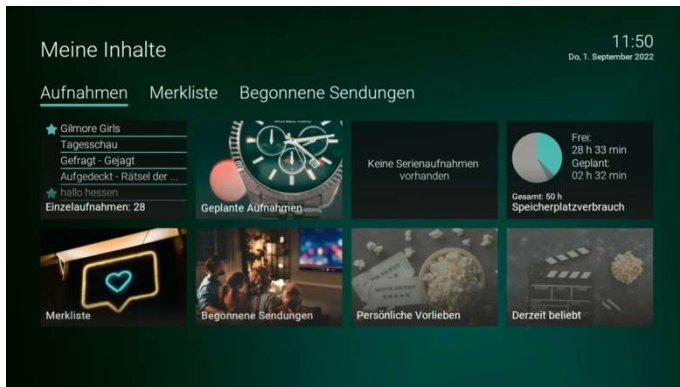 Meine Inhalte
11:50
Do, 1. September 2022
Aufnahmen Merkliste Begonnene Sendungen
Gilmore Girls
Tagesschau
Gefragt - Gejagt
Aufgedeckt - Rätsel der ...
hallo hessen
Einzelaufnahmen: 28
Geplante Aufnahmen
Keine Serienaufnahmen
vorhanden
Frei:
28 h 33 min
Geplant:
02 h 32 min
Gesamt: 50 h
Speicherplatzverbrauch
Merkliste
Begonnene Sendungen
Persönliche Vorlieben
Derzeit beliebt